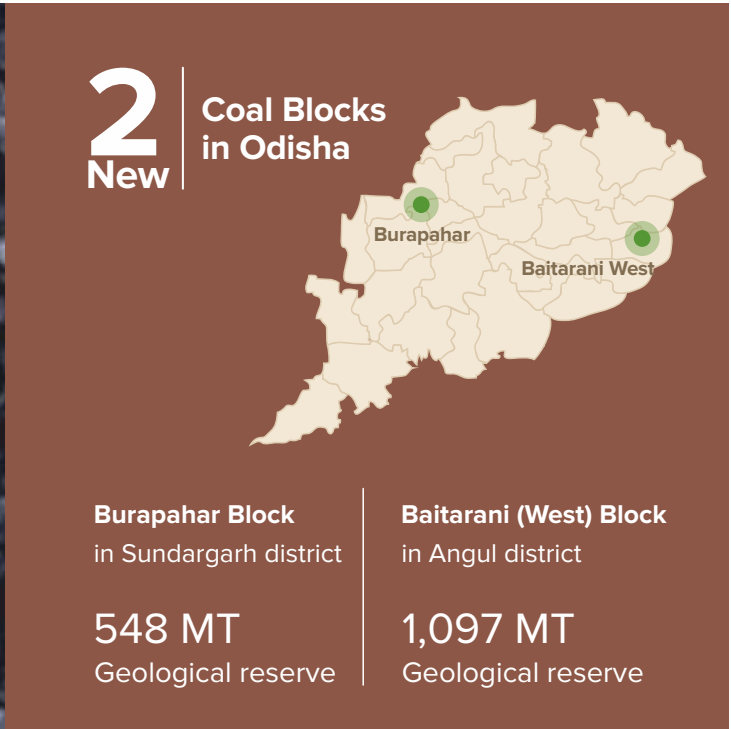 2
New
Coal Blocks
in Odisha
Burapahar
Baitarani West
Burapahar Block
in Sundargarh district
548 MT
Geological reserve
Baitarani (West) Block
in Angul district
1,097 MT
Geological reserve